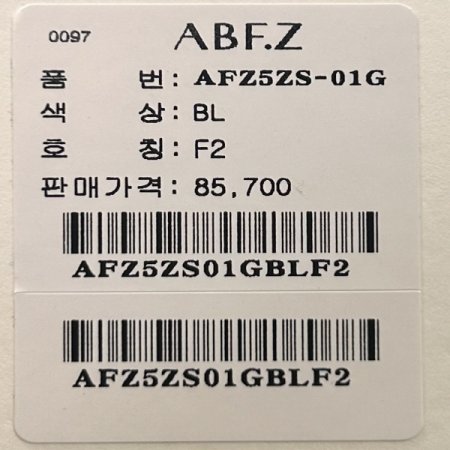 0097 ABF.Z
품 번: AFZ5ZS-01G
색 상: BL
호 칭: F2
판매가격: 85,700
AFZ5ZS01GBLF2
AFZ5ZS01GBLF2